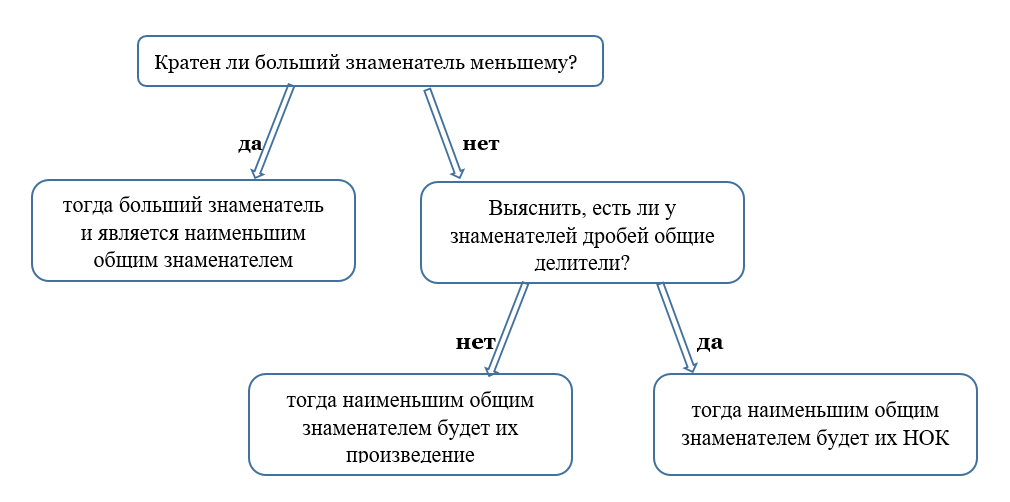 Кратен ли больший знаменатель меньшему?
да
нет
тогда больший знаменатель
и является наименьшим
общим знаменателем
Выяснить, есть ли у
знаменателей дробей общие
делители?
нет
да
тогда наименьшим общим
знаменателем будет их
произведение
тогда наименьшим общим
знаменателем будет их НОК